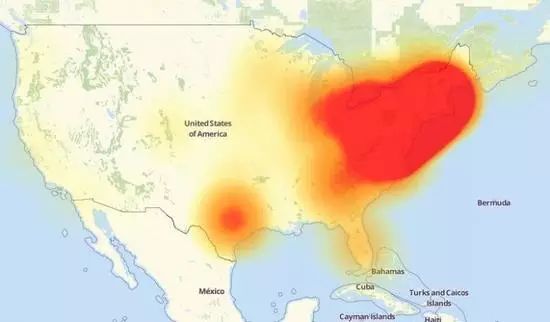 United States
of America
Bermuda
México
Bahamas
Cuba
Turks and Caicos
Islands
Cayman Islands
Haiti